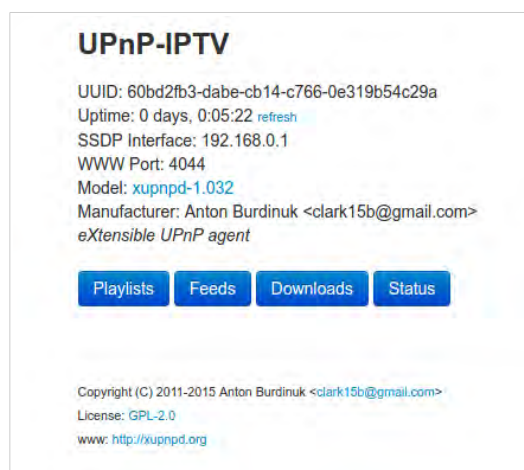 UPnP-IPTV
UUID: 60bd2fb3-dabe-cb14-c766-0e319b54c29a
Uptime: 0 days, 0:05:22 refresh
SSDP Interface: 192.168.0.1
WWW Port: 4044
Model: xupnpd-1.032
Manufacturer: Anton Burdinuk <clark15b@gmail.com>
eXtensible UPnP agent
Playlists Feeds Downloads Status
Copyright (C) 2011-2015 Anton Burdinuk <clark15b@gmail.com>
License: GPL-2.0
www: http://xupnpd.org